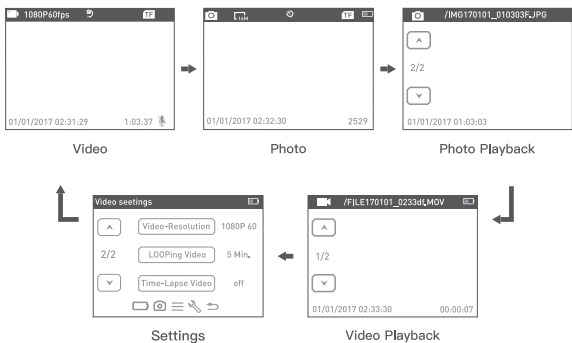 1080P60fps TF
01/01/2017 02:31:29 1:03:37
Video
16M TF
01/01/2017 02:32:30 2529
Photo
/IMG170101_010303F.JPG
2/2
01/01/2017 01:03:03
Photo Playback
Video seetings
Video-Resolution 1080P 60
2/2 LOOPing Video 5 Min.
Time-Lapse Video off
Settings
/FILE170101_0233df.MOV
1/2
01/01/2017 02:33:30 00:00:07
Video Playback